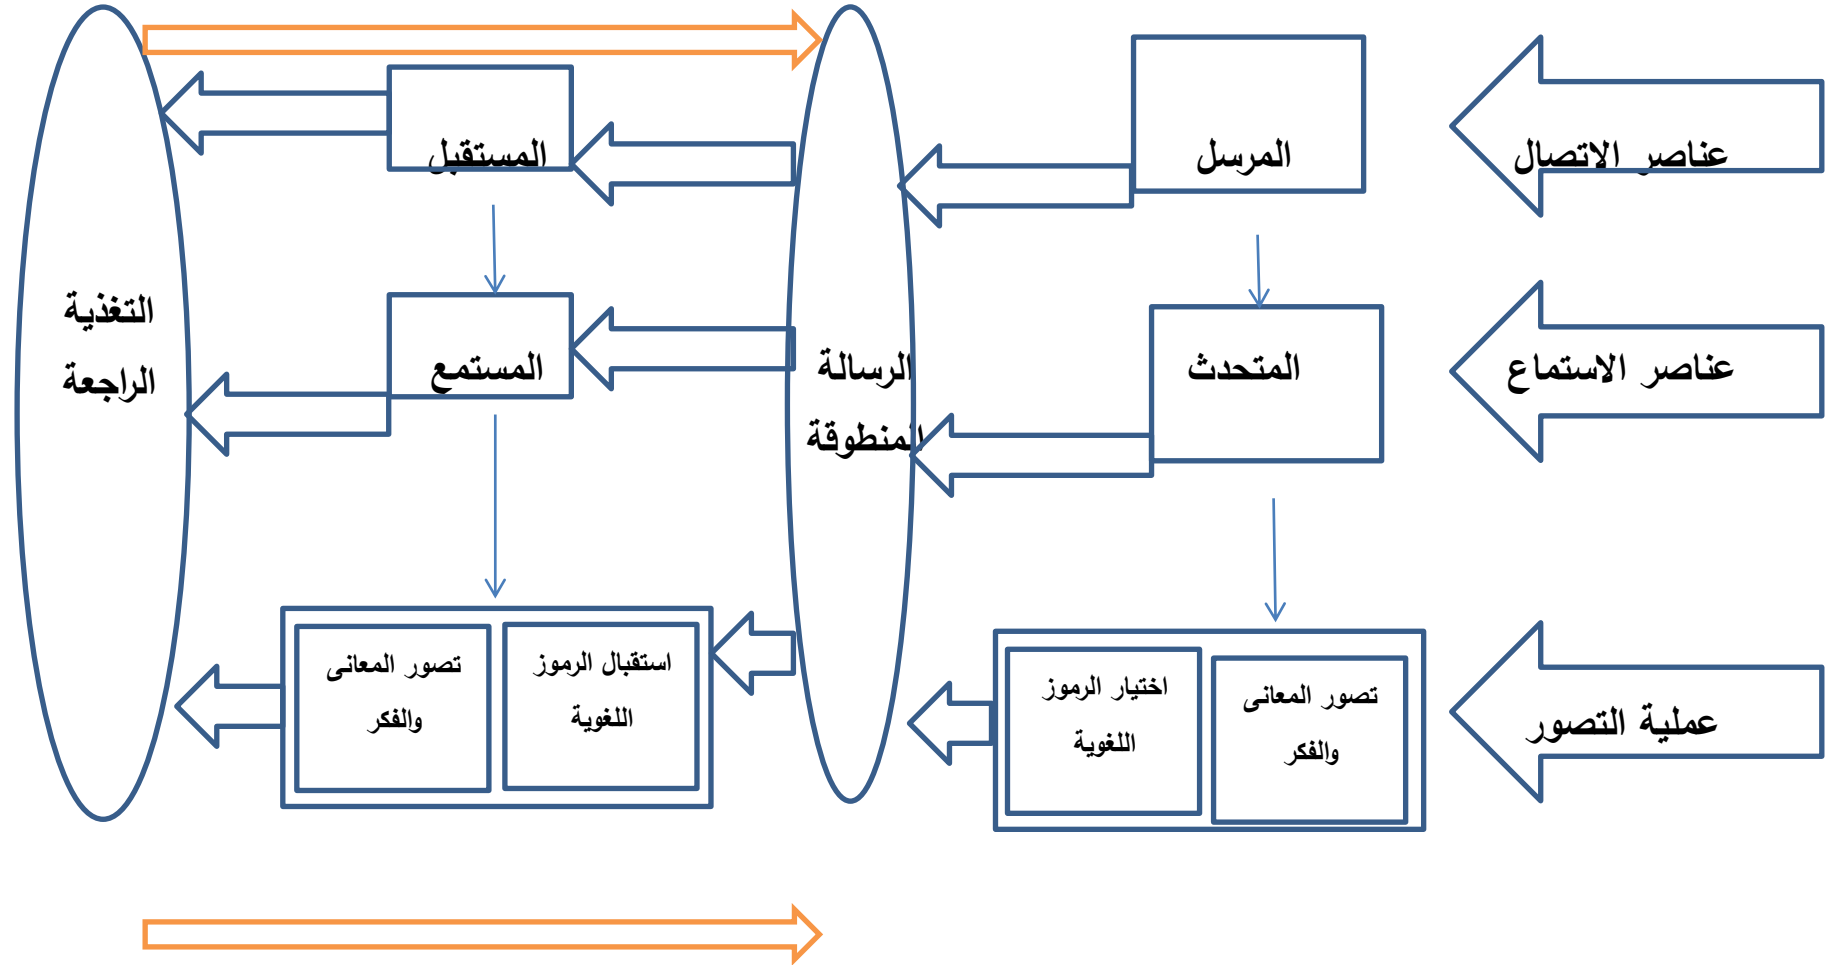 عناصر الاتصال
المرسل
المستقبل
عناصر الاستماع
المتحدث
الرسالة
المنطوقة
المستمع
التغذية
الراجعة
عملية التصور
تصور المعانى
والفكر
اختيار الرموز
اللغوية
استقبال الرموز
اللغوية
تصور المعانى
والفكر